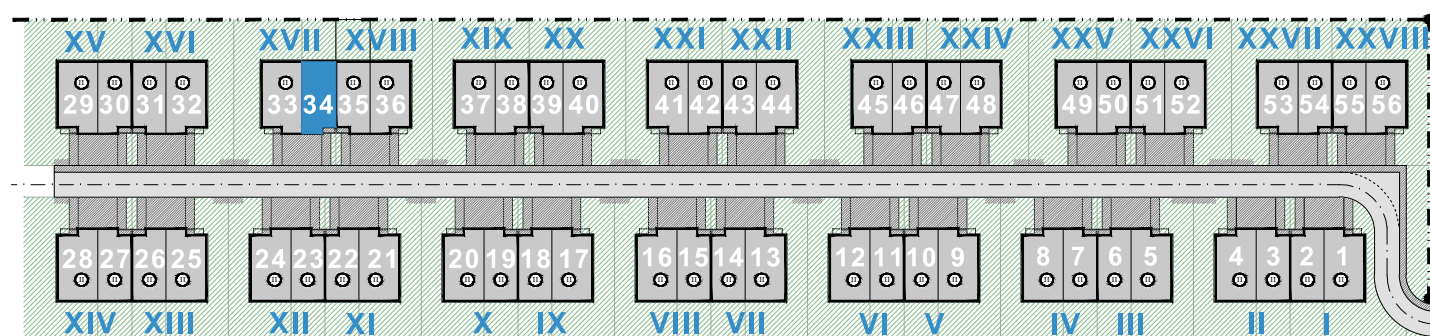 XV XVI XVII XVIII XIX XX XXI XXII XXIII XXIV XXV XXVI XXVII XXVIII
29 30 31 32 33 34 35 36 37 38 39 40 41 42 43 44 45 46 47 48 49 50 51 52 53 54 55 56
28 27 26 25 24 23 22 21 20 19 18 17 16 15 14 13 12 11 10 9 8 7 6 5 4 3 2 1
XIV XIII XII XI X IX VIII VII VI V IV III II I